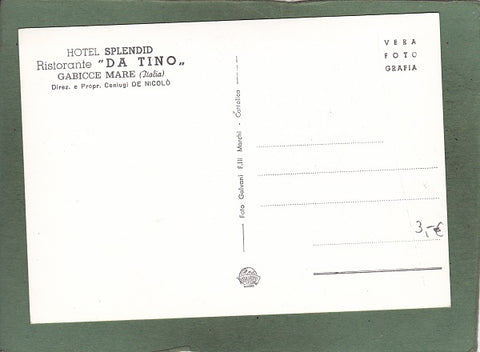 HOTEL SPLENDID
Ristorante "DA TINO„
GABICCE MARE (Italia)
Direz. e Propr. Coniugi DE NICOLÒ
VERA
FOTO
GRAFIA
Foto Galvani F.lli Marchi - Cattolica
3,-€